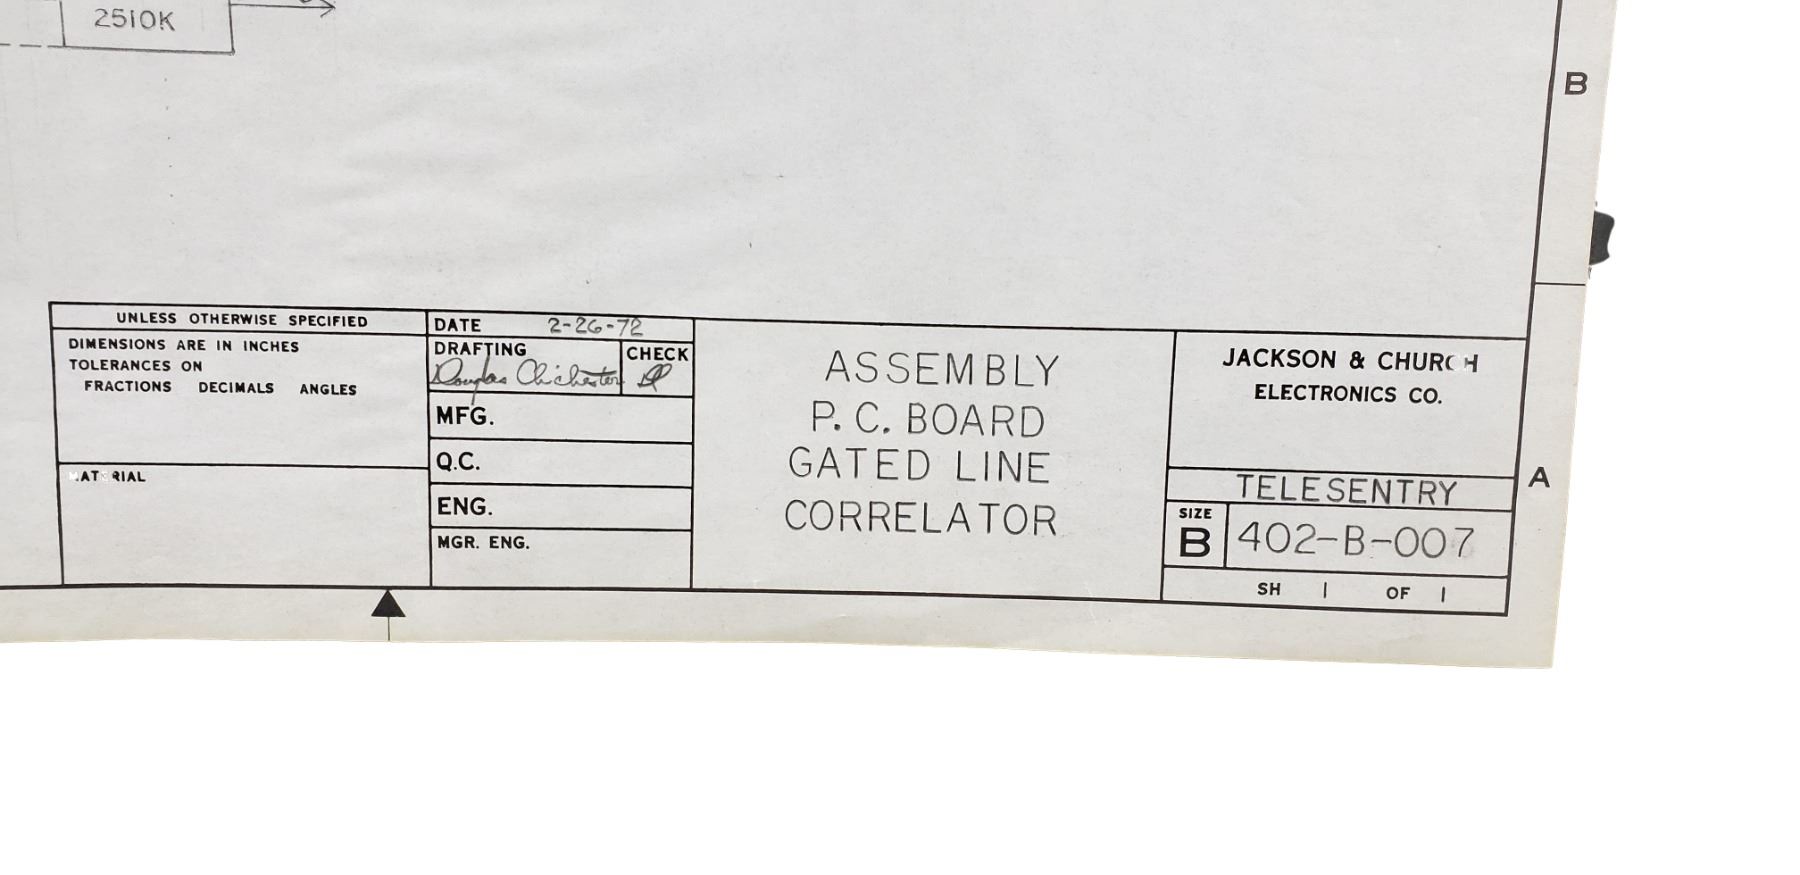 2510K
B
UNLESS OTHERWISE SPECIFIED
DIMENSIONS ARE IN INCHES
TOLERANCES ON
FRACTIONS DECIMALS ANGLES
MATERIAL
DATE 2-26-72
DRAFTING
Douglas Chichester
CHECK
MFG.
Q.C.
ENG.
MGR. ENG.
ASSEMBLY
P. C. BOARD
GATED LINE
CORRELATOR
JACKSON & CHURCH
ELECTRONICS CO.
TELESENTRY
SIZE
B
402-B-007
SH 1 OF 1
A